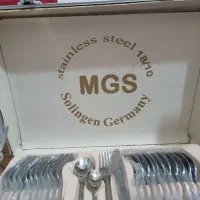 stainless steel 18/10
MGS
Solingen Germany